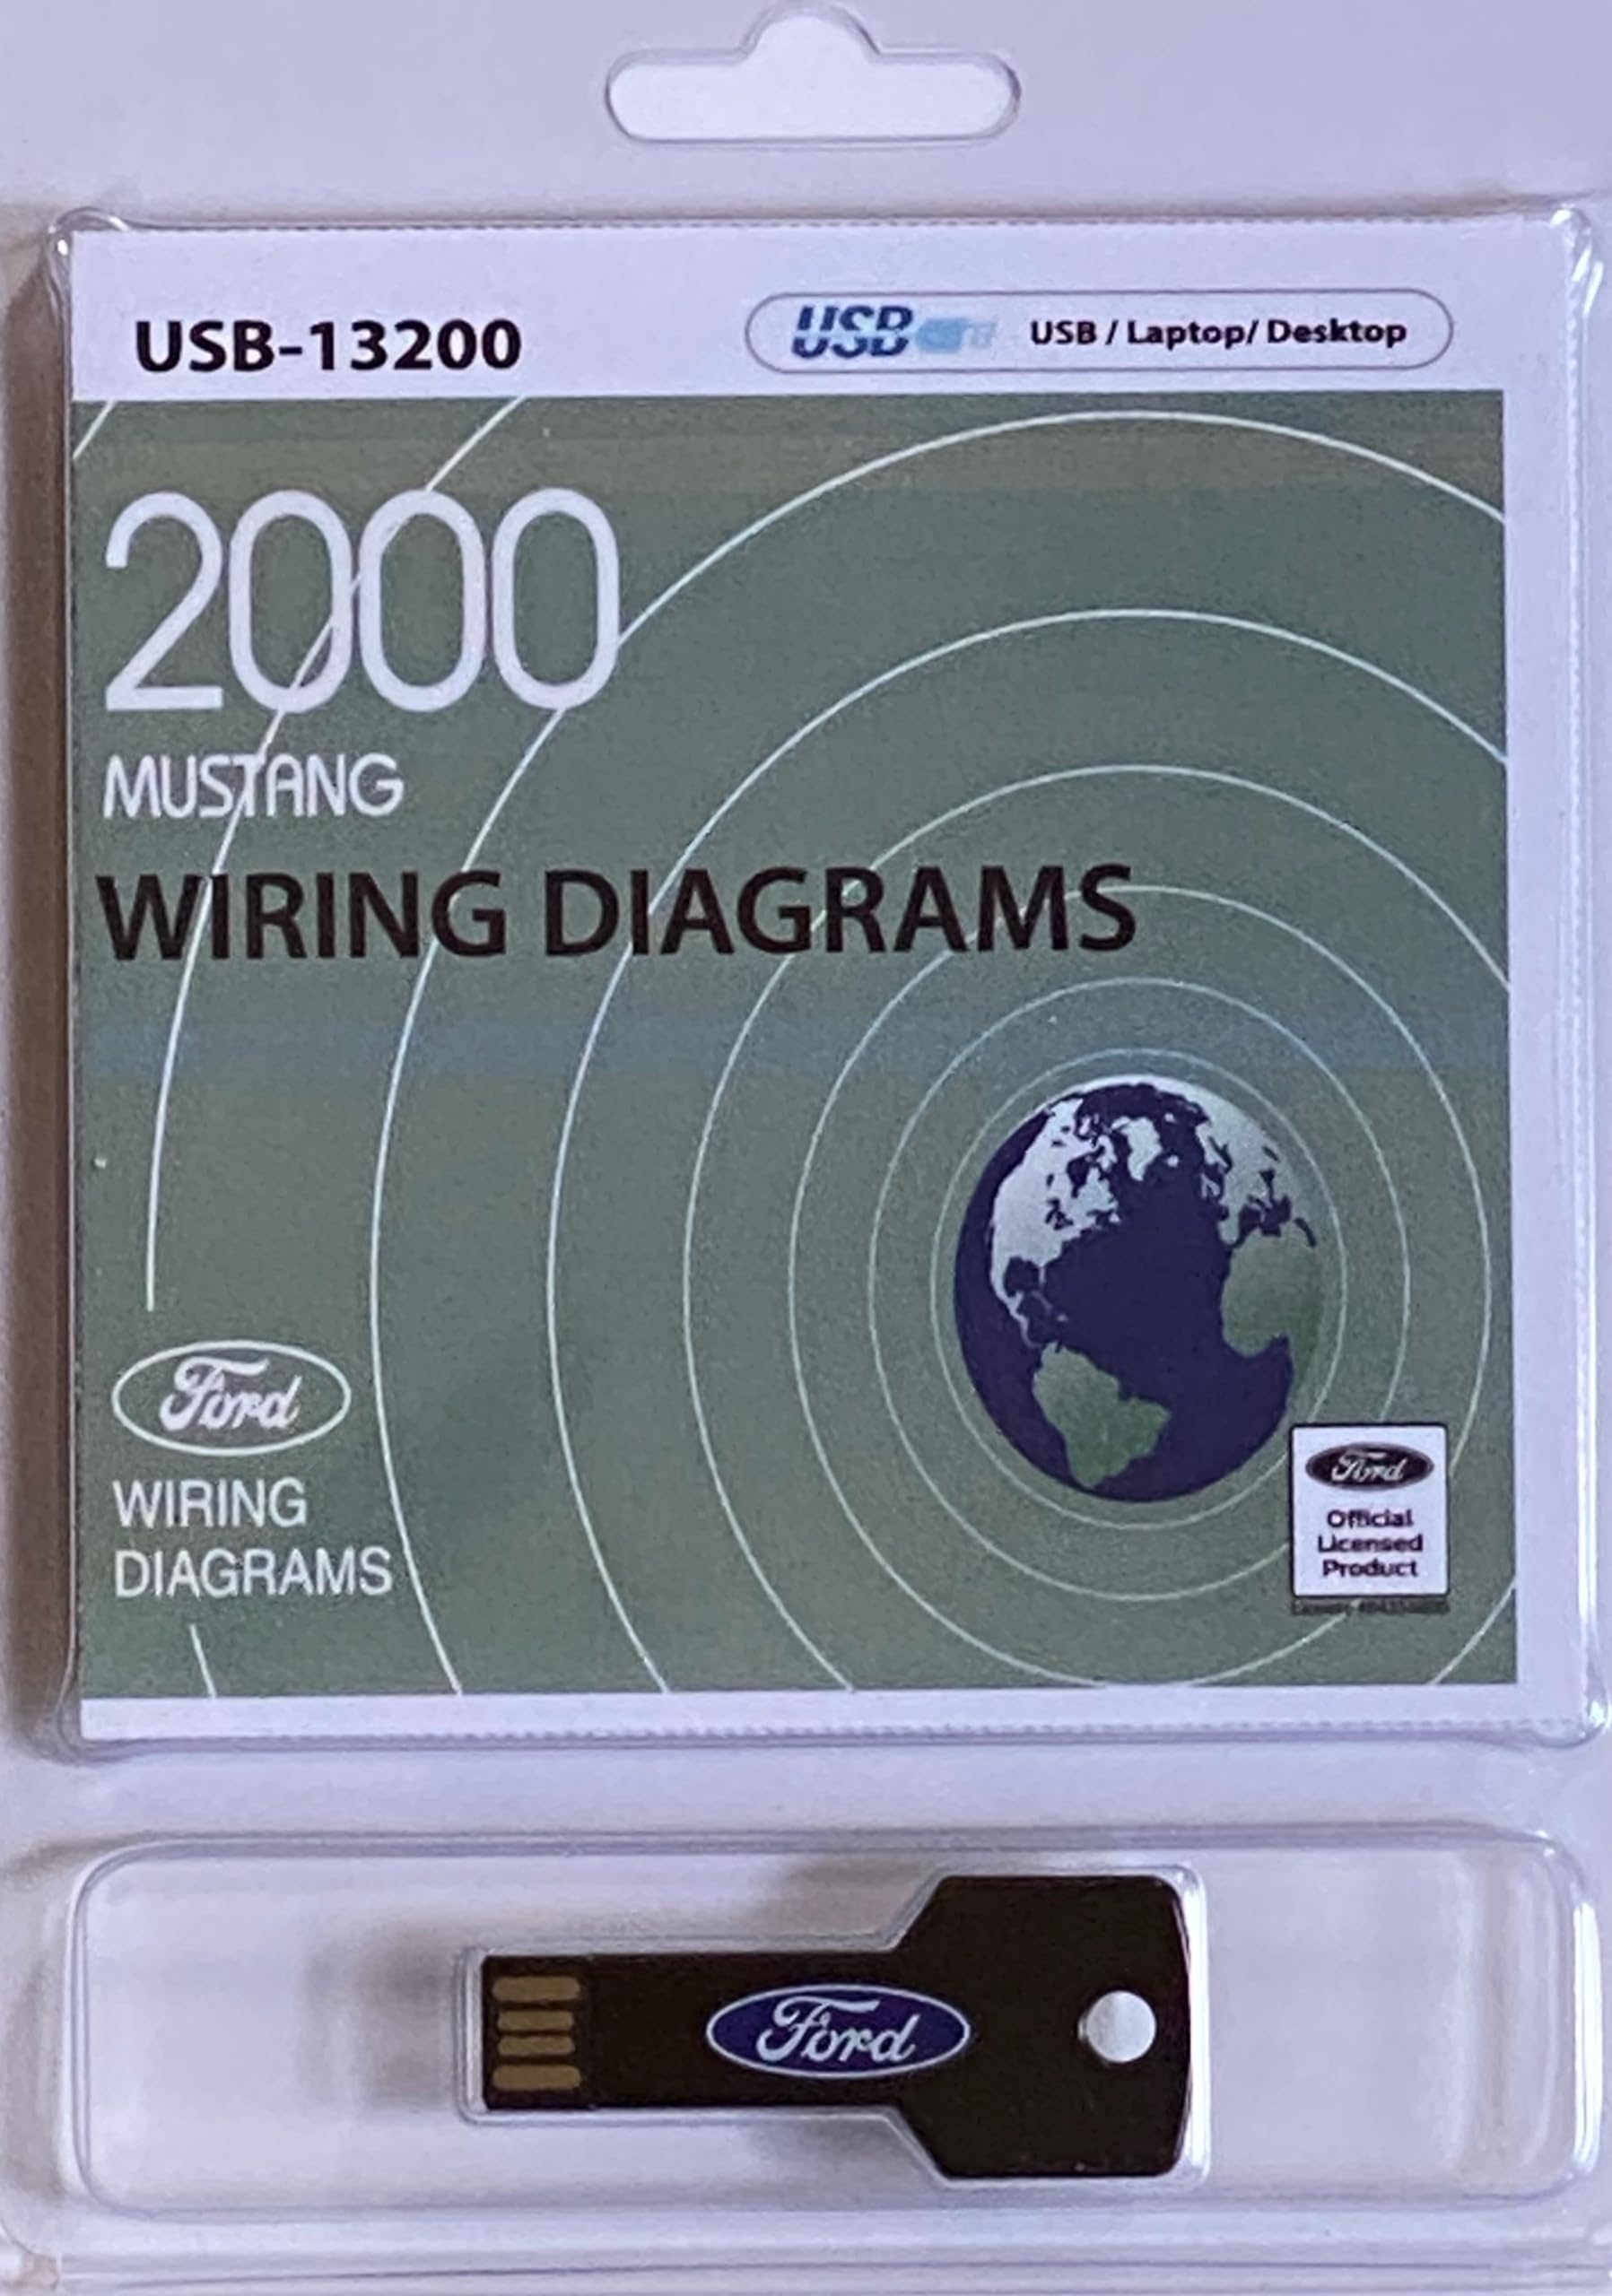 USB-13200
USB USB / Laptop/ Desktop
2000
MUSTANG
WIRING DIAGRAMS
Ford
WIRING
DIAGRAMS
Ford
Official
Licensed
Product
Ford